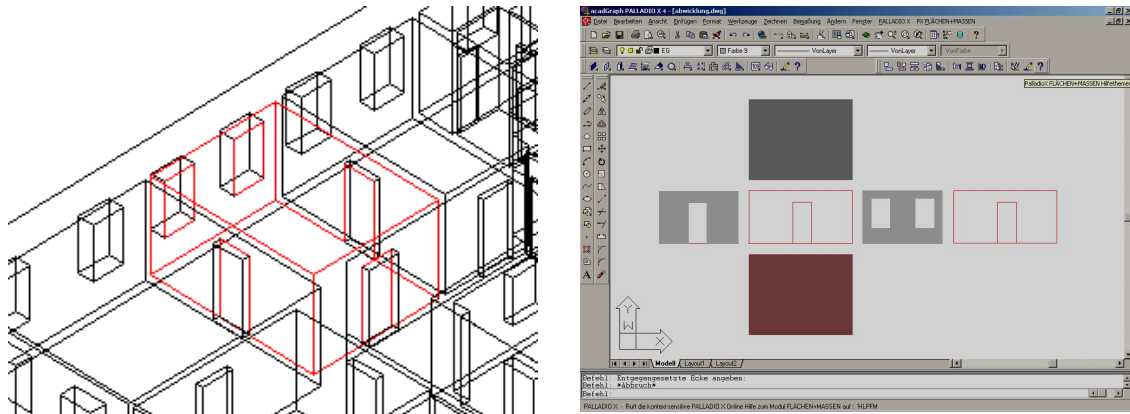 acadGraph PALLADIO X 4 - [abwicklung.dwg]
Datei Bearbeiten Ansicht Einfügen Format Werkzeuge Zeichnen Bemaßung Ändern Fenster PALLADIO X PX FLÄCHEN+MASSEN ?
EG Farbe 9 VonLayer VonLayer VonFarbe
PalladioX FLÄCHEN+MASSEN Hilfethemen
Y
W
X
Modell Layout1 Layout2
Befehl: Entgegengesetzte Ecke angeben:
Befehl: *Abbruch*
Befehl:
PALLADIO X - Ruft die kontext-sensitive PALLADIO X Online Hilfe zum Modul FLÄCHEN+MASSEN auf: 'HLPFM